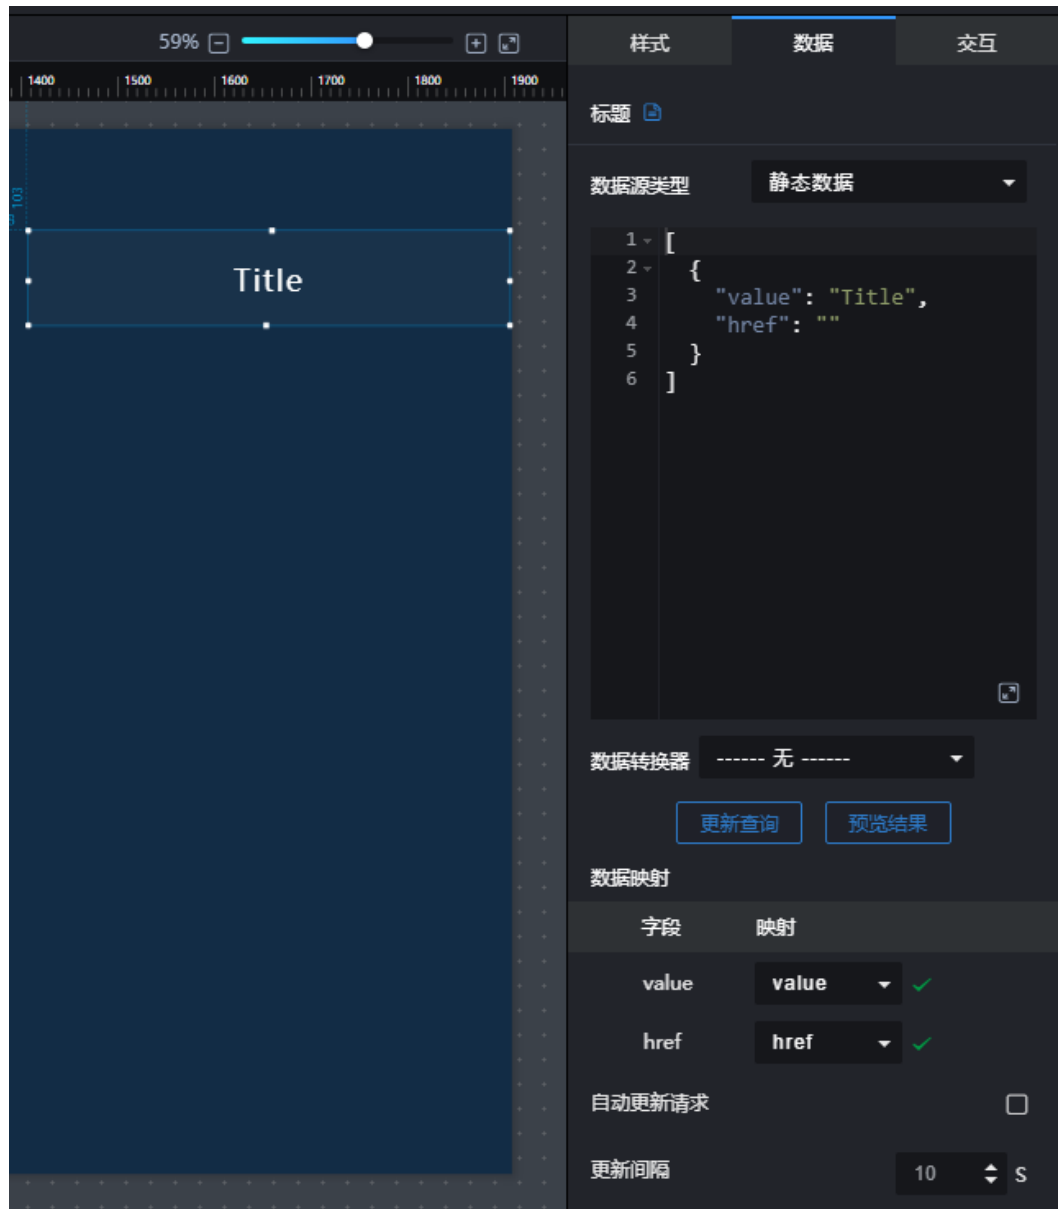 59%
样式 数据 交互
1400 1500 1600 1700 1800 1900
标题
103
数据源类型 静态数据
Title
1 [
2 {
3 "value": "Title",
4 "href": ""
5 }
6 ]
数据转换器 ------ 无 ------
更新查询 预览结果
数据映射
字段 映射
value value
href href
自动更新请求
更新间隔 10 S